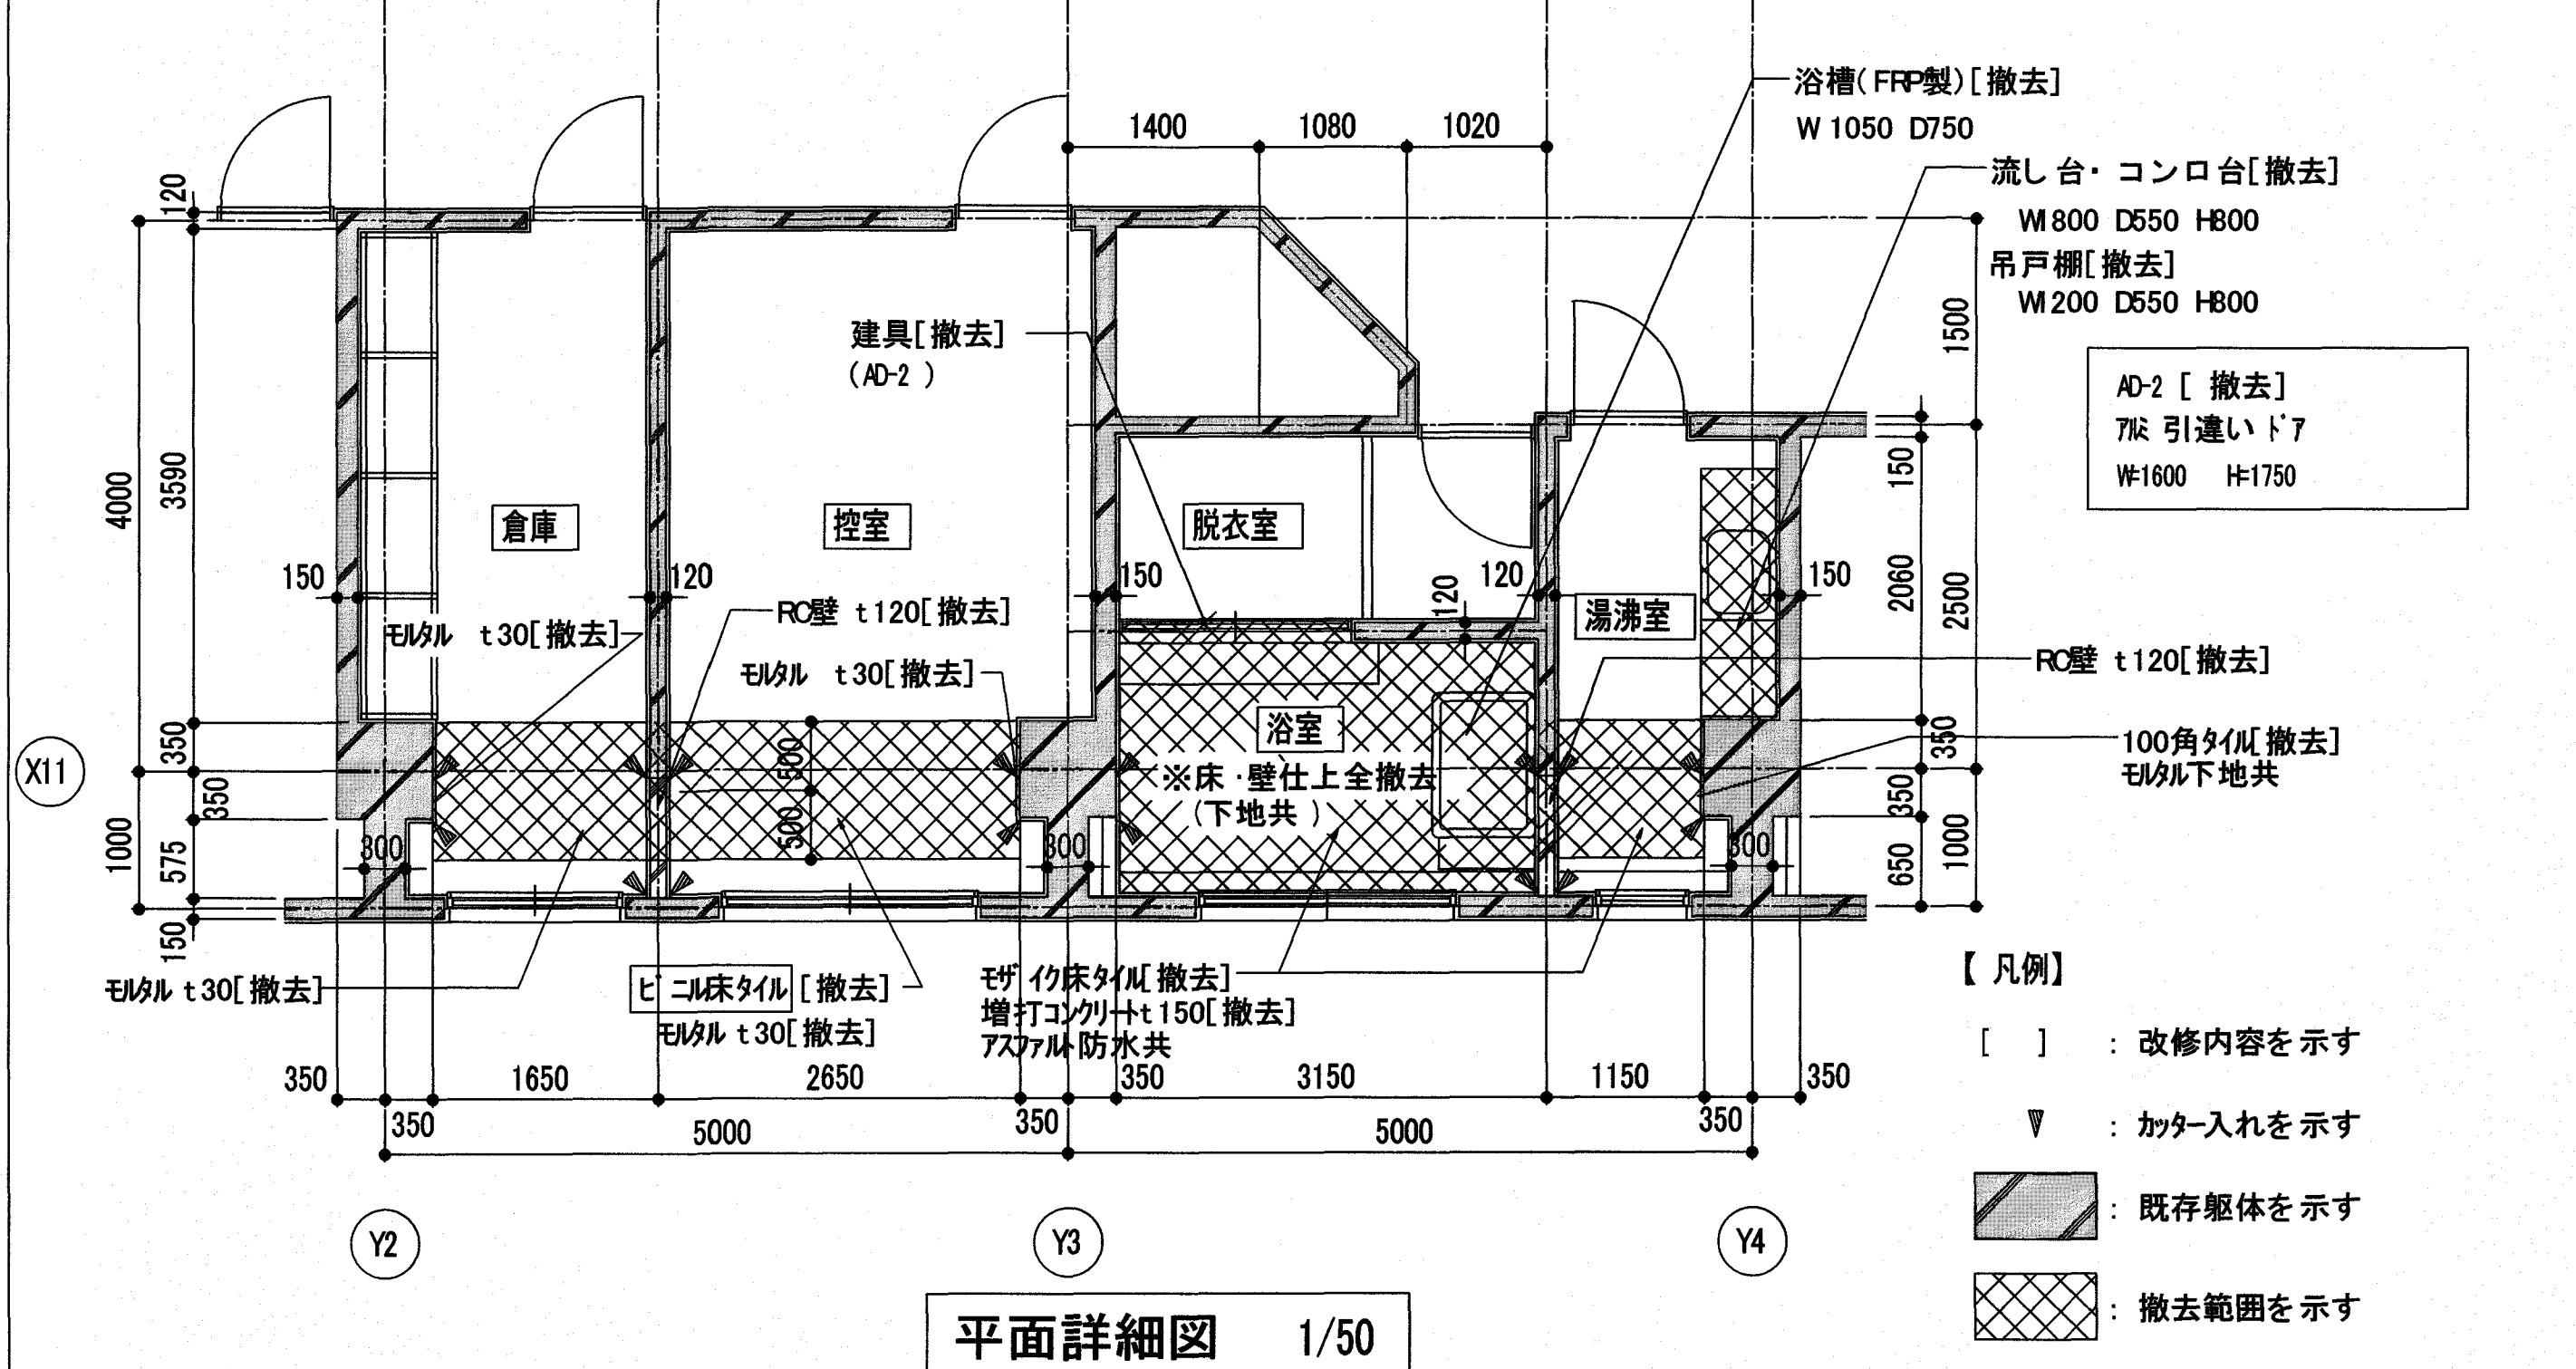 浴槽(FRP製)[撤去]
W1050 D750
1400
1080
1020
流し台・コンロ台[撤去]
W1800 D550 H800
吊戸棚[撤去]
W1200 D550 H800
120
1500
建具[撤去]
(AD-2)
AD-2 [撤去]
アルミ引違いドア
W=1600 H=1750
4000
3590
150
2060
2500
倉庫
控室
脱衣室
湯沸室
150
120
150
120
120
150
RC壁 t120[撤去]
モルタル t30[撤去]
モルタル t30[撤去]
RC壁 t120[撤去]
浴室
※床・壁仕上全撤去
(下地共)
100角タイル[撤去]
モルタル下地共
X11
350
350
1000
575
150
500
500
350
350
650
1000
300
300
300
モルタル t30[撤去]
ビニル床タイル[撤去]
モルタル t30[撤去]
モザイク床タイル[撤去]
増打コンクリートt150[撤去]
アスファルト防水共
350
1650
2650
350
3150
1150
350
350
5000
350
5000
350
Y2
Y3
Y4
【凡例】
[ ] : 改修内容を示す
: カッター入れを示す
: 既存躯体を示す
: 撤去範囲を示す
平面詳細図 1/50